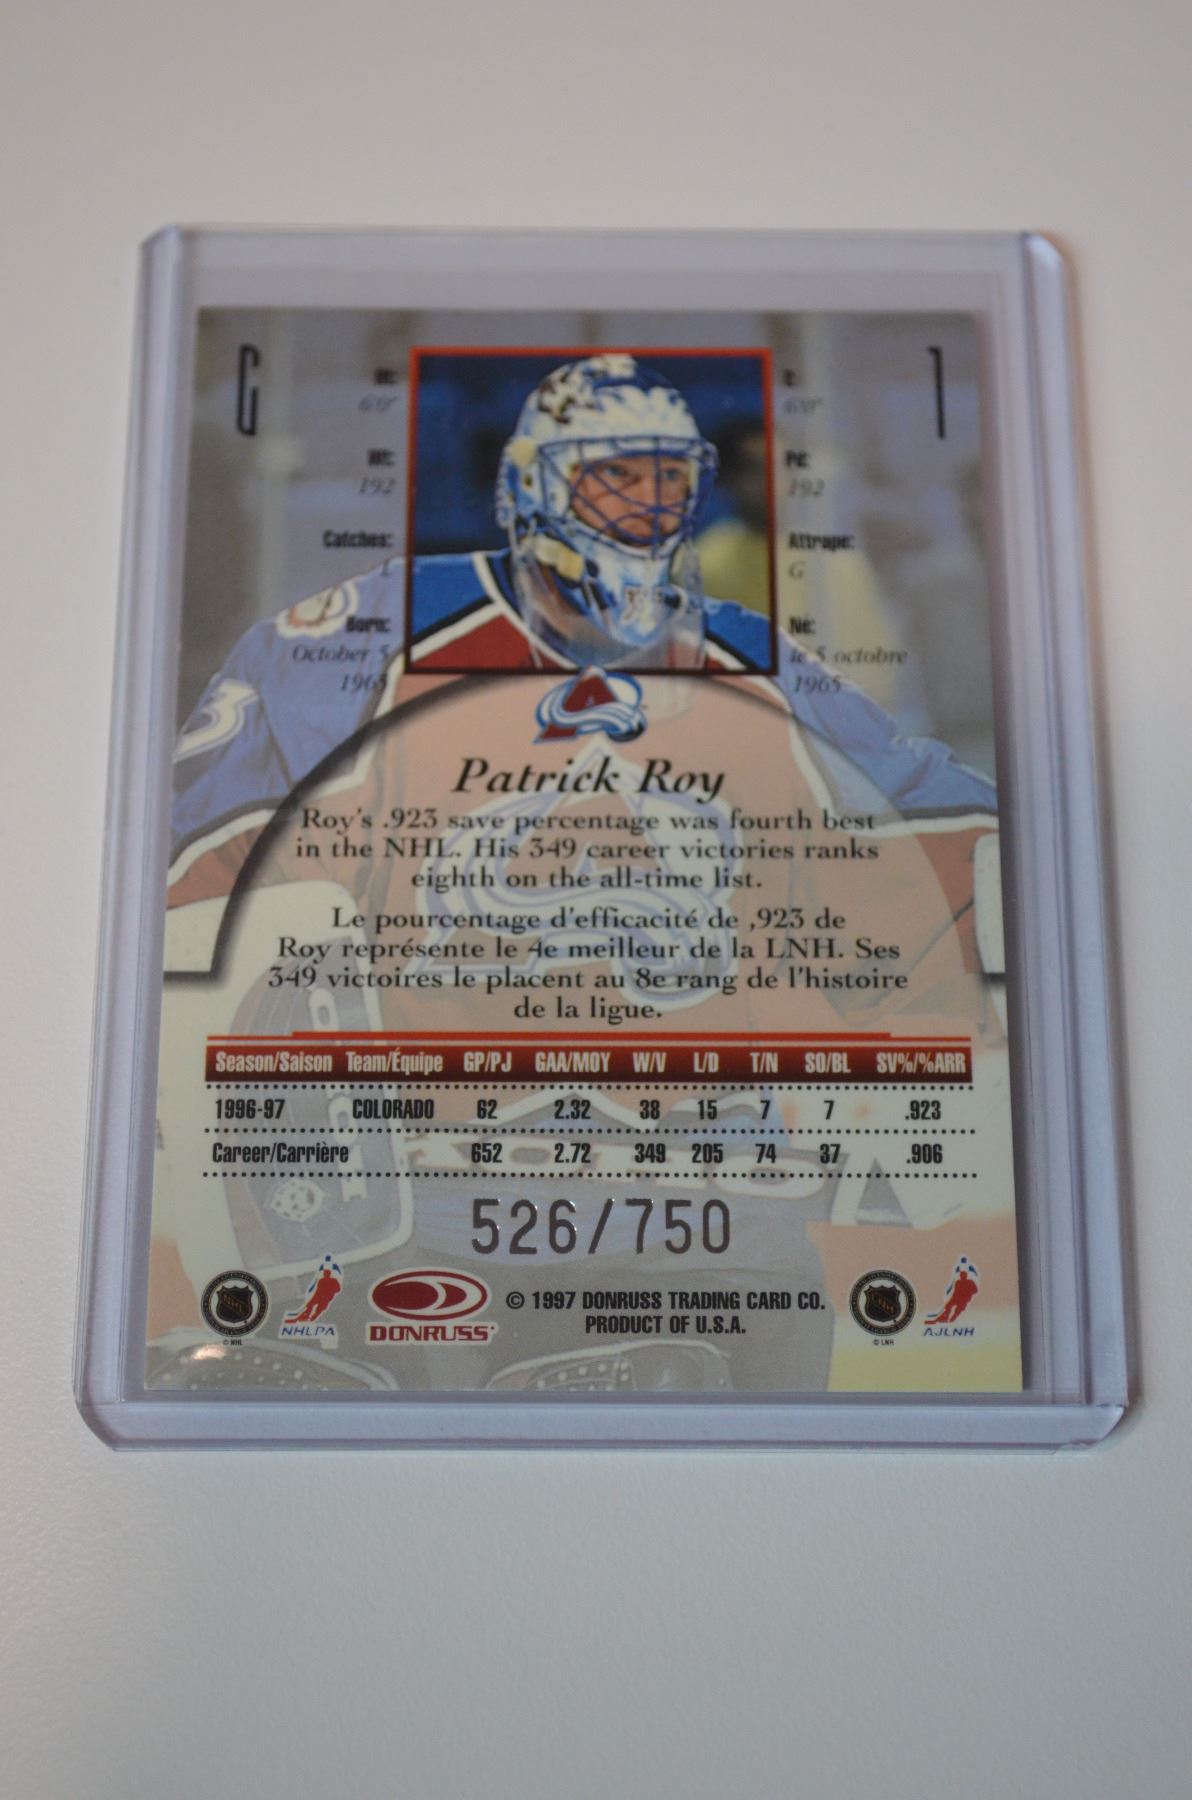 G
1
Ht:
6'0"
Wt:
192
Catches:
L
Born:
October 5
1965
T:
6'0"
Pd:
192
Attrape:
G
Né:
le 5 octobre
1965
Patrick Roy
Roy's .923 save percentage was fourth best
in the NHL. His 349 career victories ranks
eighth on the all-time list.
Le pourcentage d'efficacité de ,923 de
Roy représente le 4e meilleur de la LNH. Ses
349 victoires le placent au 8e rang de l'histoire
de la ligue.
Season/Saison Team/Équipe GP/PJ GAA/MOY W/V L/D T/N SO/BL SV%/%ARR
1996-97 COLORADO 62 2.32 38 15 7 7 .923
Career/Carrière 652 2.72 349 205 74 37 .906
526/750
NHL
© NHL
NHLPA
DONRUSS
© 1997 DONRUSS TRADING CARD CO.
PRODUCT OF U.S.A.
LNH
© LNH
AJLNH